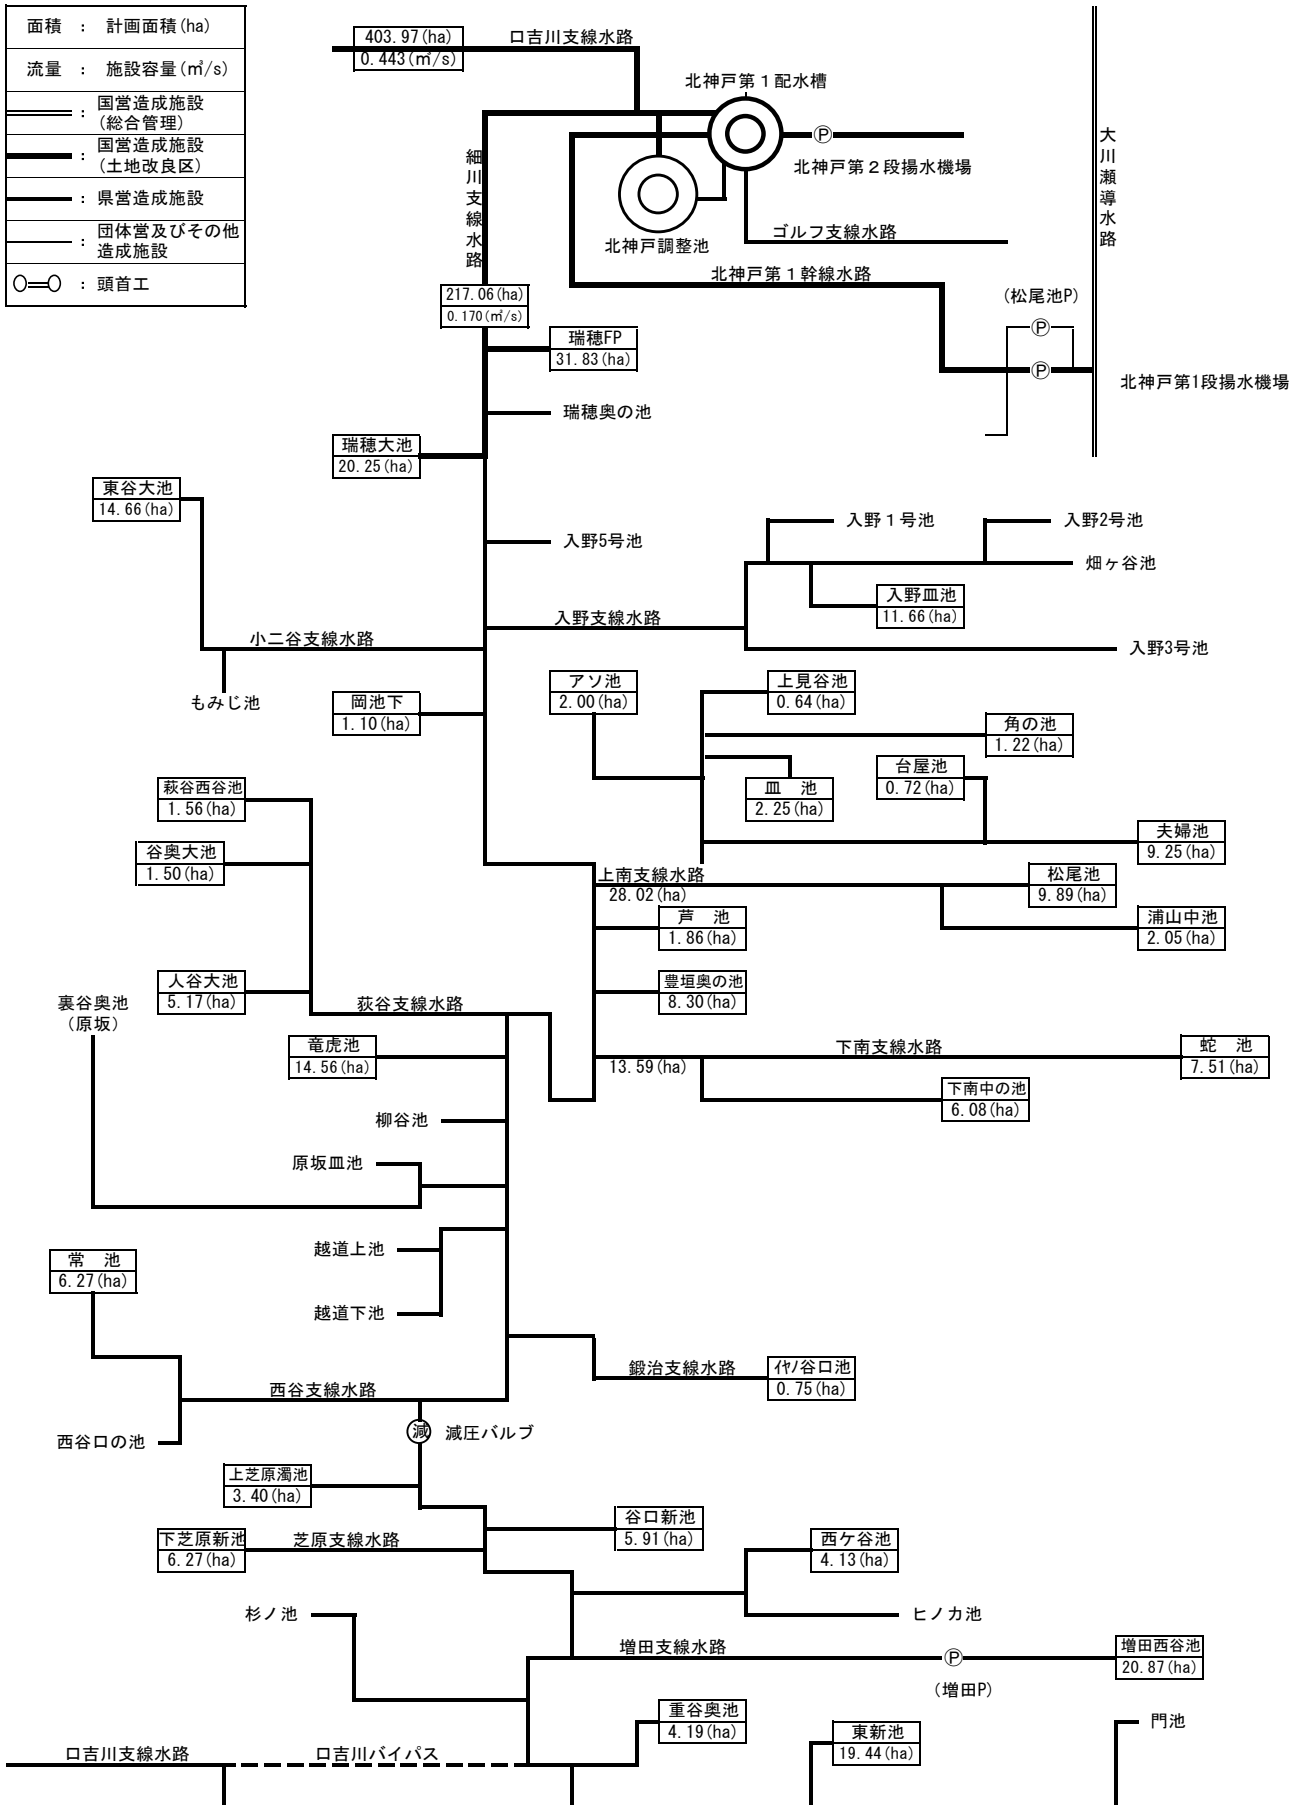 面積 : 計画面積(ha)
流量 : 施設容量(㎥/s)
: 国営造成施設
(総合管理)
: 国営造成施設
(土地改良区)
: 県営造成施設
: 団体営及びその他
造成施設
: 頭首工
403.97(ha)
0.443(㎥/s)
口吉川支線水路
北神戸第1配水槽
P
北神戸第2段揚水機場
大川瀬導水路
細川支線水路
北神戸調整池
ゴルフ支線水路
北神戸第1幹線水路
(松尾池P)
P
P
北神戸第1段揚水機場
217.06(ha)
0.170(㎥/s)
瑞穂FP
31.83(ha)
瑞穂奥の池
瑞穂大池
20.25(ha)
東谷大池
14.66(ha)
入野5号池
入野1号池
入野2号池
畑ヶ谷池
入野皿池
11.66(ha)
入野支線水路
入野3号池
小二谷支線水路
もみじ池
岡池下
1.10(ha)
アソ池
2.00(ha)
上見谷池
0.64(ha)
角の池
1.22(ha)
台屋池
0.72(ha)
皿 池
2.25(ha)
夫婦池
9.25(ha)
萩谷西谷池
1.56(ha)
谷奥大池
1.50(ha)
上南支線水路
28.02(ha)
松尾池
9.89(ha)
芦 池
1.86(ha)
浦山中池
2.05(ha)
人谷大池
5.17(ha)
豊垣奥の池
8.30(ha)
裏谷奥池
(原坂)
荻谷支線水路
竜虎池
14.56(ha)
13.59(ha)
下南支線水路
蛇 池
7.51(ha)
下南中の池
6.08(ha)
柳谷池
原坂皿池
越道上池
常 池
6.27(ha)
越道下池
鍛治支線水路
イヤノ谷口池
0.75(ha)
西谷支線水路
西谷口の池
減
減圧バルブ
上芝原濁池
3.40(ha)
谷口新池
5.91(ha)
下芝原新池
6.27(ha)
芝原支線水路
西ケ谷池
4.13(ha)
杉ノ池
ヒノカ池
増田支線水路
P
(増田P)
増田西谷池
20.87(ha)
重谷奥池
4.19(ha)
東新池
19.44(ha)
門池
口吉川支線水路
口吉川バイパス